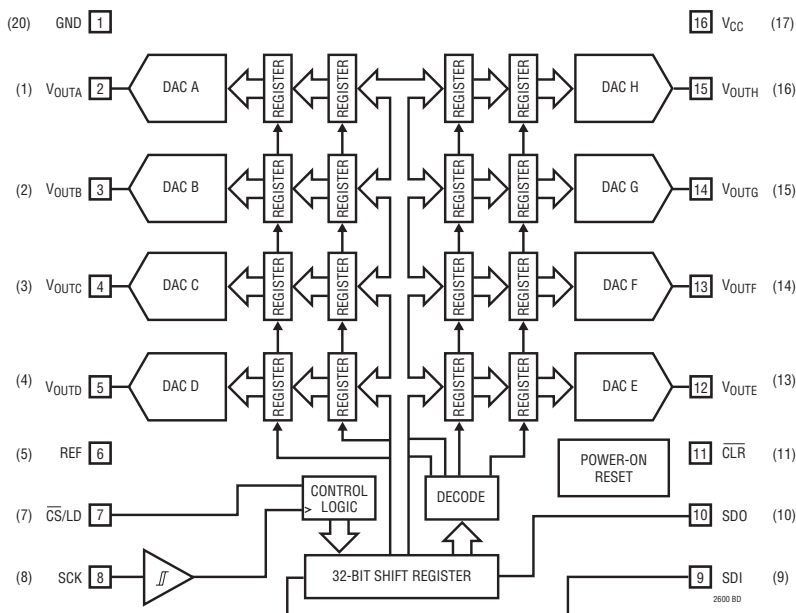 (20) GND 1 16 VCC (17)
DAC A REGISTER REGISTER REGISTER REGISTER DAC H
(1) VOUTA 2 15 VOUTH (16)
DAC B REGISTER REGISTER REGISTER REGISTER DAC G
(2) VOUTB 3 14 VOUTG (15)
DAC C REGISTER REGISTER REGISTER REGISTER DAC F
(3) VOUTC 4 13 VOUTF (14)
DAC D REGISTER REGISTER REGISTER REGISTER DAC E
(4) VOUTD 5 12 VOUTE (13)
(5) REF 6 11 CLR (11)
POWER-ON
RESET
(7) CS/LD 7 10 SDO (10)
CONTROL
LOGIC
DECODE
(8) SCK 8 9 SDI (9)
32-BIT SHIFT REGISTER
2600 BD